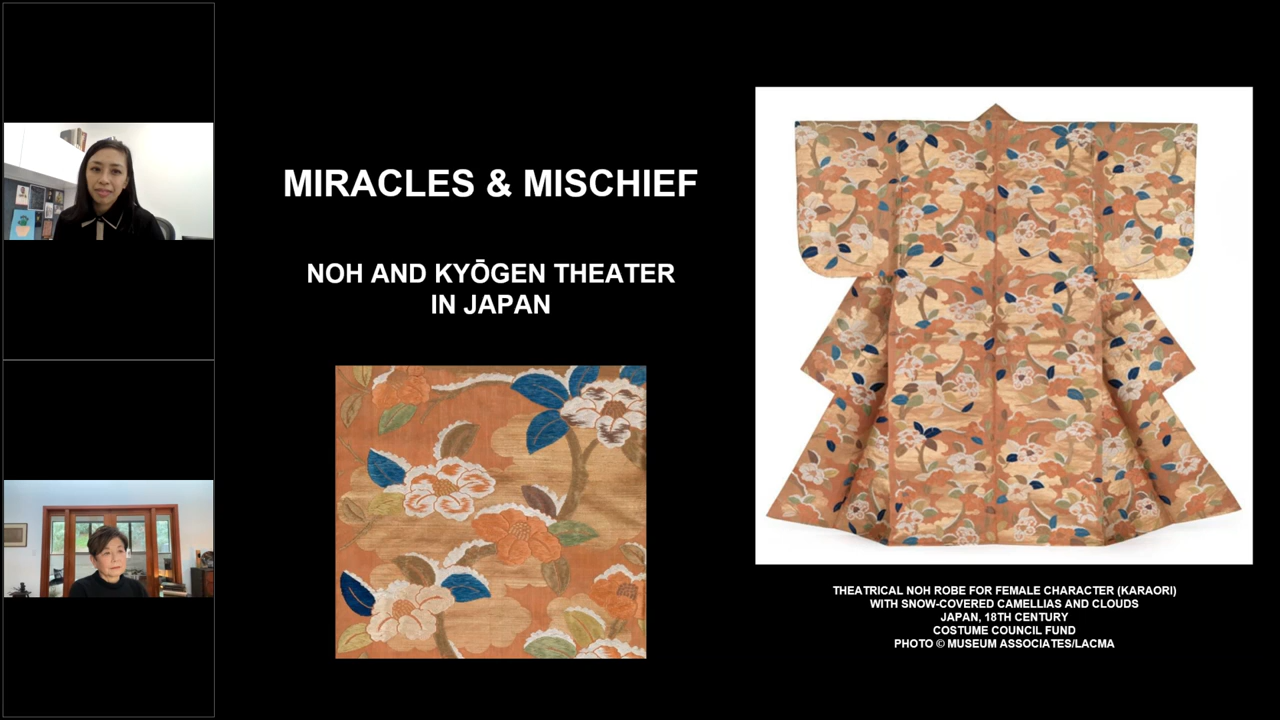 MIRACLES & MISCHIEF
NOH AND KYŌGEN THEATER
IN JAPAN
THEATRICAL NOH ROBE FOR FEMALE CHARACTER (KARAORI)
WITH SNOW-COVERED CAMELLIAS AND CLOUDS
JAPAN, 18TH CENTURY
COSTUME COUNCIL FUND
PHOTO © MUSEUM ASSOCIATES/LACMA